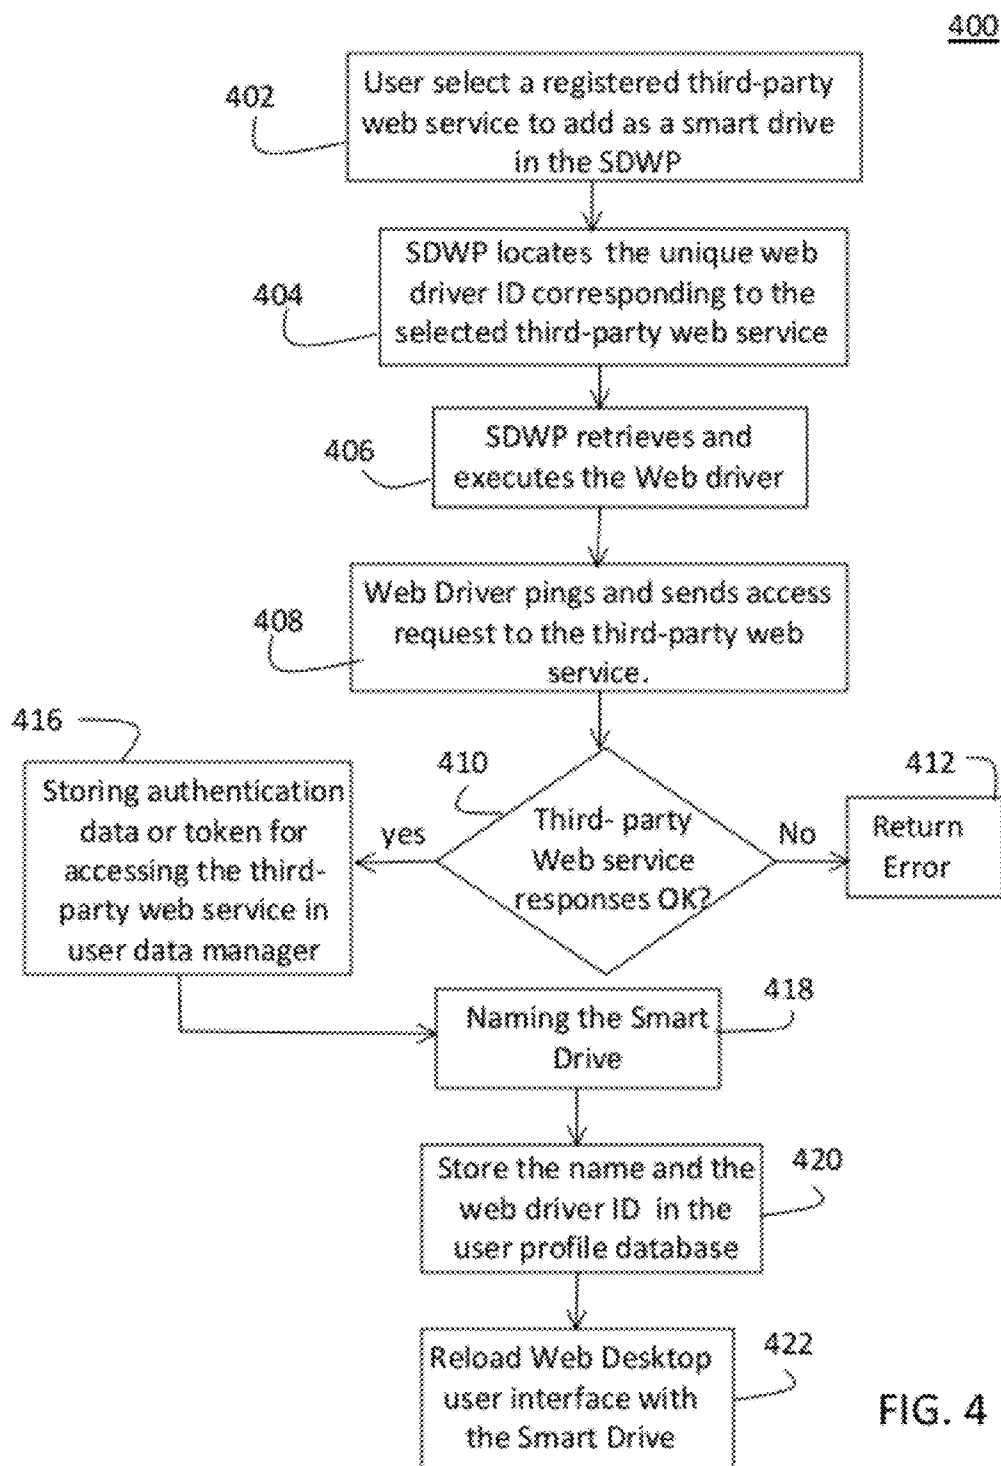 400
402
User select a registered third-party
web service to add as a smart drive
in the SDWP
404
SDWP locates the unique web
driver ID corresponding to the
selected third-party web service
406
SDWP retrieves and
executes the Web driver
408
Web Driver pings and sends access
request to the third-party web
service.
410
Third- party
Web service
responses OK?
yes
No
412
Return
Error
416
Storing authentication
data or token for
accessing the third-
party web service in
user data manager
418
Naming the Smart
Drive
420
Store the name and the
web driver ID in the
user profile database
422
Reload Web Desktop
user interface with
the Smart Drive
FIG. 4